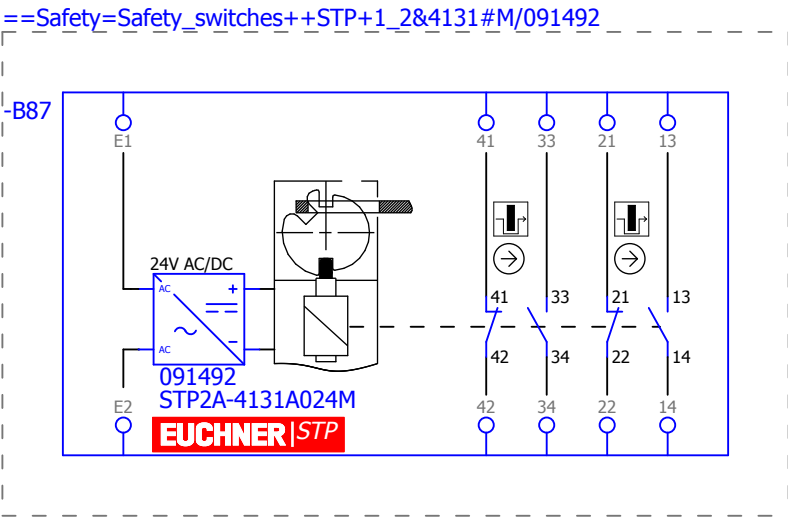 ==Safety=Safety_switches++STP+1_2&4131#M/091492
-B87
E1 41 33 21 13
24V AC/DC
AC + 41 33 21 13
AC − 42 34 22 14
091492
STP2A-4131A024M
E2 42 34 22 14
EUCHNER STP